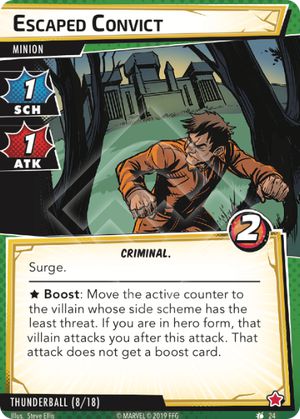 ESCAPED CONVICT
MINION
1
SCH
1
ATK
2
CRIMINAL.
Surge.
★ Boost: Move the active counter to
the villain whose side scheme has the
least threat. If you are in hero form, that
villain attacks you after this attack. That
attack does not get a boost card.
THUNDERBALL (8/18)
Illus. Steve Ellis
© MARVEL © 2019 FFG
24